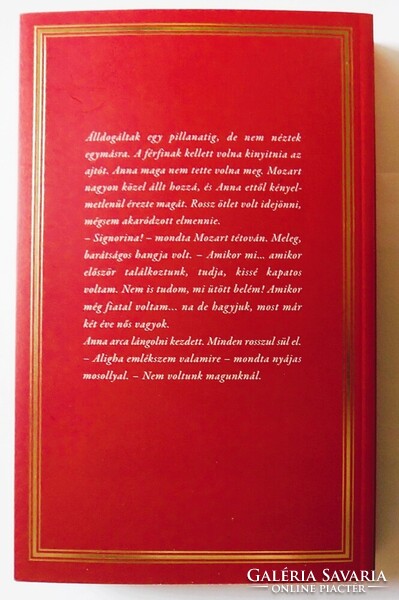 Álldogáltak egy pillanatig, de nem néztek
egymásra. A férfinak kellett volna kinyitnia az
ajtót. Anna maga nem tette volna meg. Mozart
nagyon közel állt hozzá, és Anna ettől kényel-
metlenül érezte magát. Rossz ötlet volt idejönni,
mégsem akaródzott elmennie.
– Signorina! – mondta Mozart tétován. Meleg,
barátságos hangja volt. – Amikor mi... amikor
először találkoztunk, tudja, kissé kapatos
voltam. Nem is tudom, mi ütött belém! Amikor
még fiatal voltam... na de hagyjuk, most már
két éve nős vagyok.
Anna arca lángolni kezdett. Minden rosszul sül el.
– Aligha emlékszem valamire – mondta nyájas
mosollyal. – Nem voltunk magunknál.
GALÉRIA SAVARIA
ONLINE PIACTÉR